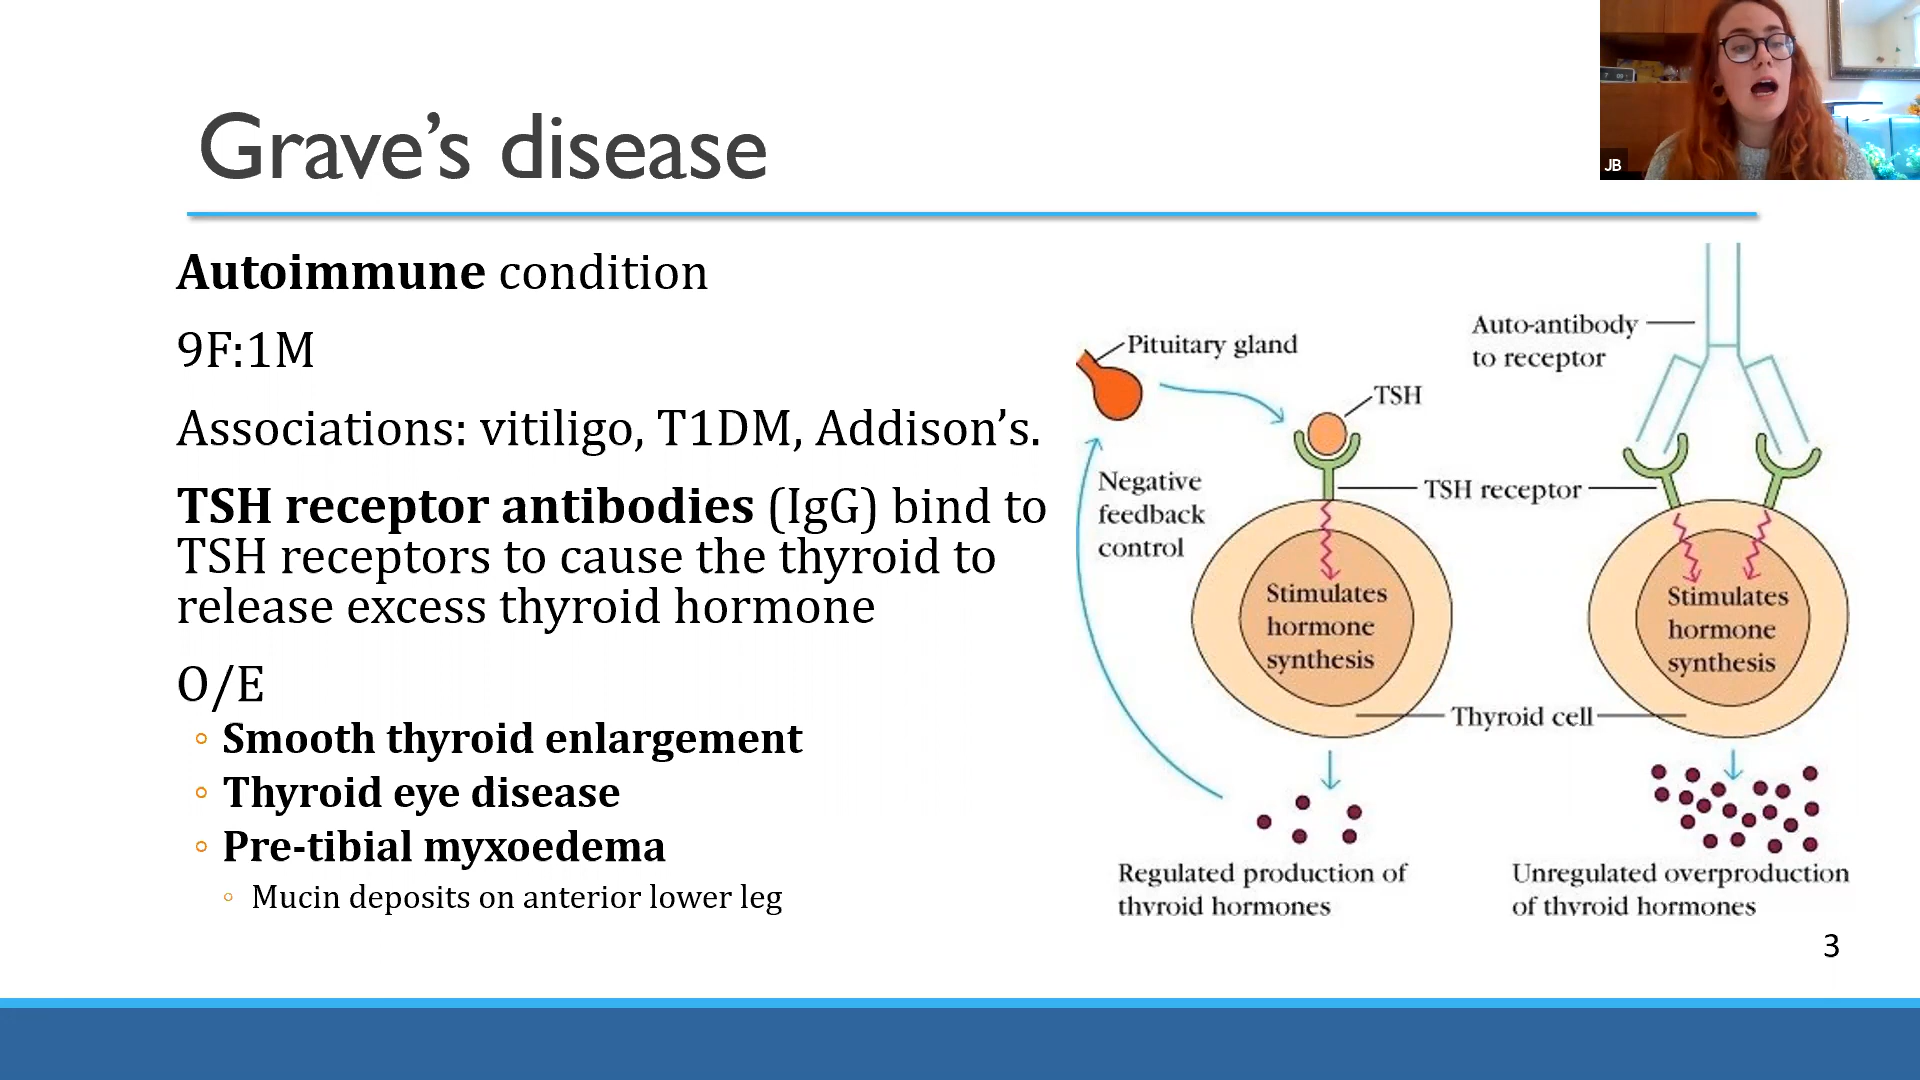 JB
Grave’s disease
Autoimmune condition
9F:1M
Associations: vitiligo, T1DM, Addison’s.
TSH receptor antibodies (IgG) bind to
TSH receptors to cause the thyroid to
release excess thyroid hormone
O/E
◦ Smooth thyroid enlargement
◦ Thyroid eye disease
◦ Pre-tibial myxoedema
◦ Mucin deposits on anterior lower leg
Pituitary gland
TSH
Auto-antibody
to receptor
Negative
feedback
control
TSH receptor
Stimulates
hormone
synthesis
Stimulates
hormone
synthesis
Thyroid cell
Regulated production of
thyroid hormones
Unregulated overproduction
of thyroid hormones
3